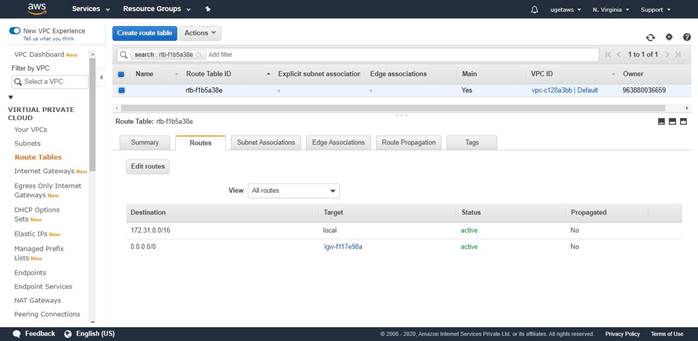 aws Services Resource Groups ugetaws N. Virginia Support
New VPC Experience
Tell us what you think
Create route table Actions
VPC Dashboard New
Filter by VPC:
Select a VPC
search : rtb-f1b5a38e Add filter 1 to 1 of 1
Name Route Table ID Explicit subnet association Edge associations Main VPC ID Owner
rtb-f1b5a38e - - Yes vpc-c128a3bb | Default 963880036659
VIRTUAL PRIVATE
CLOUD
Your VPCs
Subnets
Route Tables
Internet Gateways New
Egress Only Internet
Gateways New
DHCP Options
Sets New
Elastic IPs New
Managed Prefix
Lists New
Endpoints
Endpoint Services
NAT Gateways
Peering Connections
Route Table: rtb-f1b5a38e
Summary Routes Subnet Associations Edge Associations Route Propagation Tags
Edit routes
View All routes
Destination Target Status Propagated
172.31.0.0/16 local active No
0.0.0.0/0 igw-f117e98a active No
Feedback English (US) © 2008 - 2020, Amazon Internet Services Private Ltd. or its affiliates. All rights reserved. Privacy Policy Terms of Use